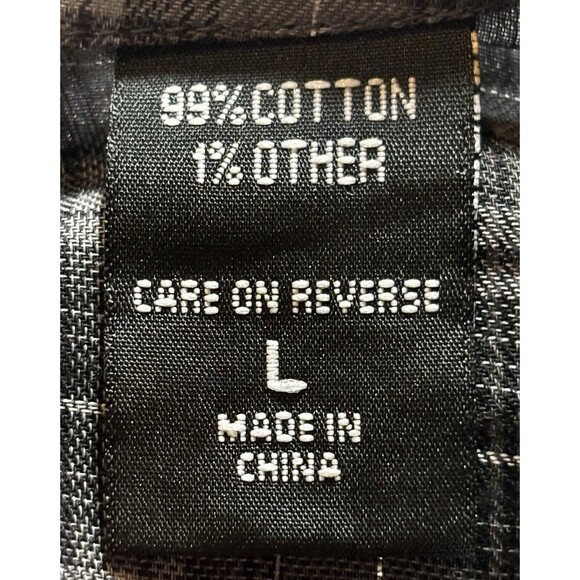 99% COTTON
1% OTHER
CARE ON REVERSE
L
MADE IN
CHINA